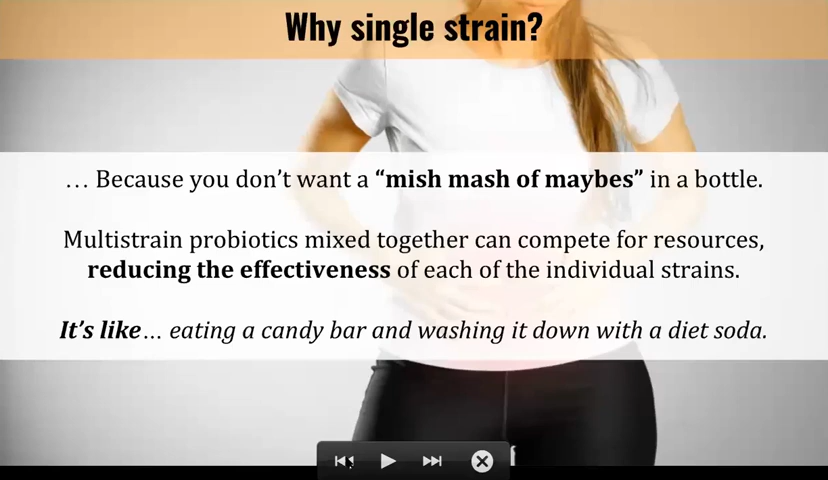 Why single strain?
... Because you don't want a “mish mash of maybes” in a bottle.
Multistrain probiotics mixed together can compete for resources,
reducing the effectiveness of each of the individual strains.
It's like... eating a candy bar and washing it down with a diet soda.